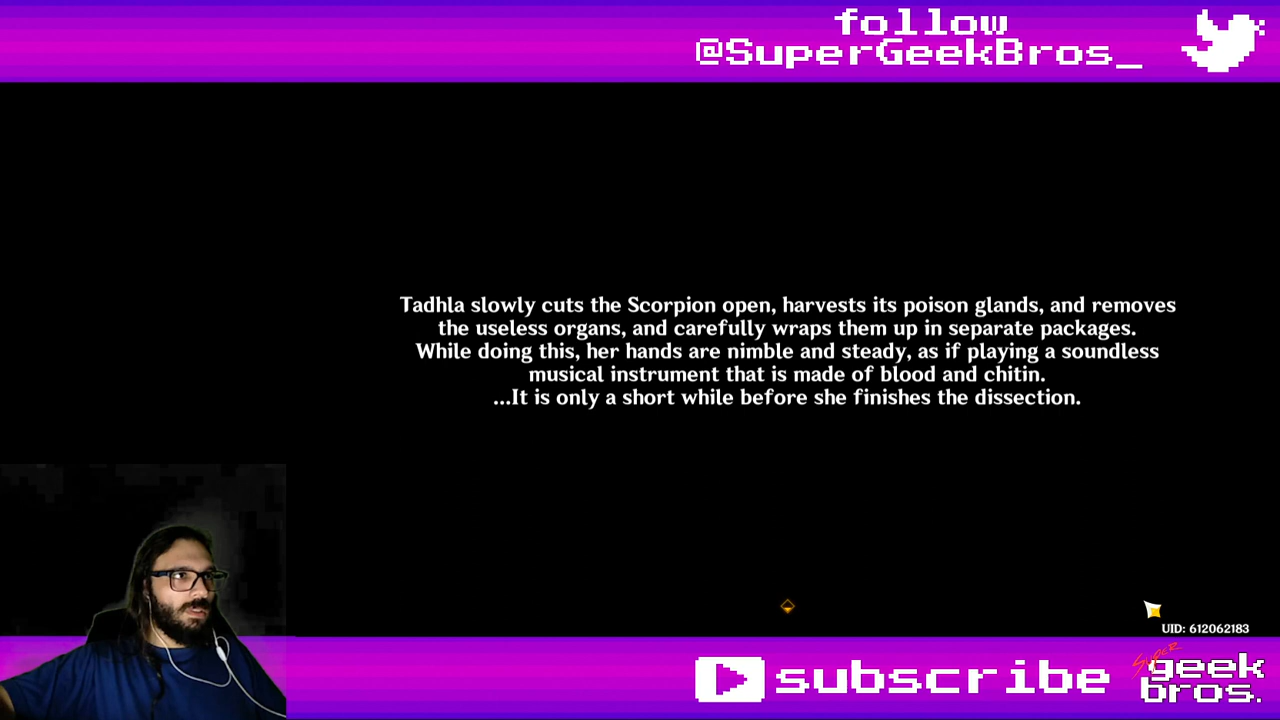 follow
@SuperGeekBros_
Tadhla slowly cuts the Scorpion open, harvests its poison glands, and removes
the useless organs, and carefully wraps them up in separate packages.
While doing this, her hands are nimble and steady, as if playing a soundless
musical instrument that is made of blood and chitin.
...It is only a short while before she finishes the dissection.
UID: 612062183
subscribe
SUPER
geek
bros.